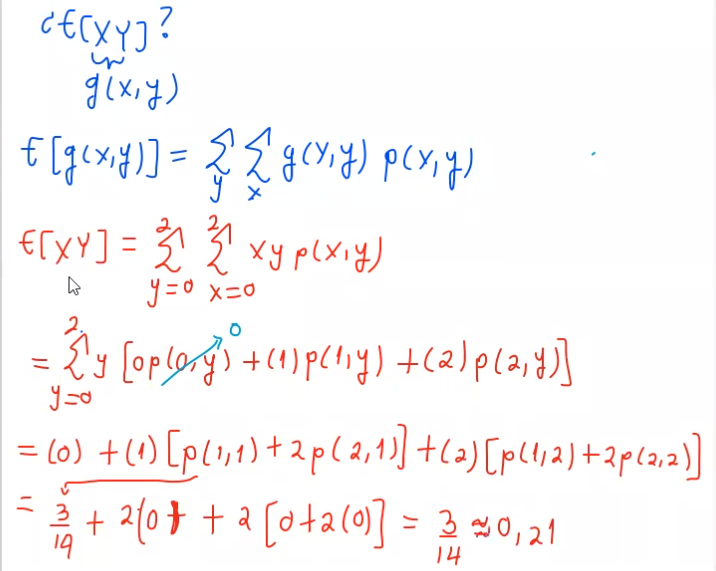 ¿E[XY]?
g(x,y)
E[g(x,y)] = Σ_y Σ_x g(x,y) p(x,y)
E[XY] = Σ_{y=0}^{2} Σ_{x=0}^{2} xy p(x,y)
= Σ_{y=0}^{2} y [0p(0,y) + (1)p(1,y) + (2)p(2,y)]
0
= (0) + (1)[p(1,1) + 2p(2,1)] + (2)[p(1,2) + 2p(2,2)]
= 3/14 + 2(0) + 2[0+2(0)] = 3/14 ≈ 0,21